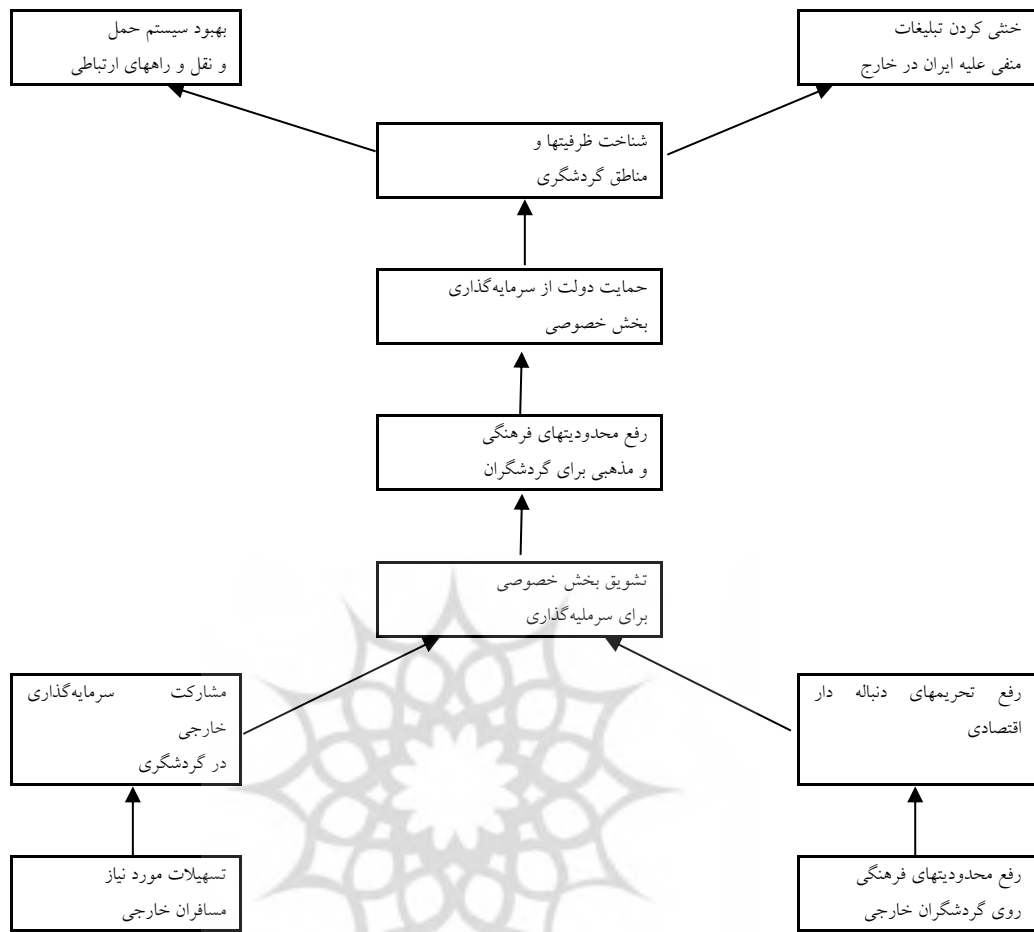 خنثی کردن تبلیغات
منفی علیه ایران در خارج
بهبود سیستم حمل
و نقل و راههای ارتباطی
شناخت ظرفیتها و
مناطق گردشگری
حمایت دولت از سرمایه‌گذاری
بخش خصوصی
رفع محدودیتهای فرهنگی
و مذهبی برای گردشگران
تشویق بخش خصوصی
برای سرملیه‌گذاری
رفع تحریمهای دنباله دار
اقتصادی
مشارکت سرمایه‌گذاری
خارجی
در گردشگری
رفع محدودیتهای فرهنگی
روی گردشگران خارجی
تسهیلات مورد نیاز
مسافران خارجی